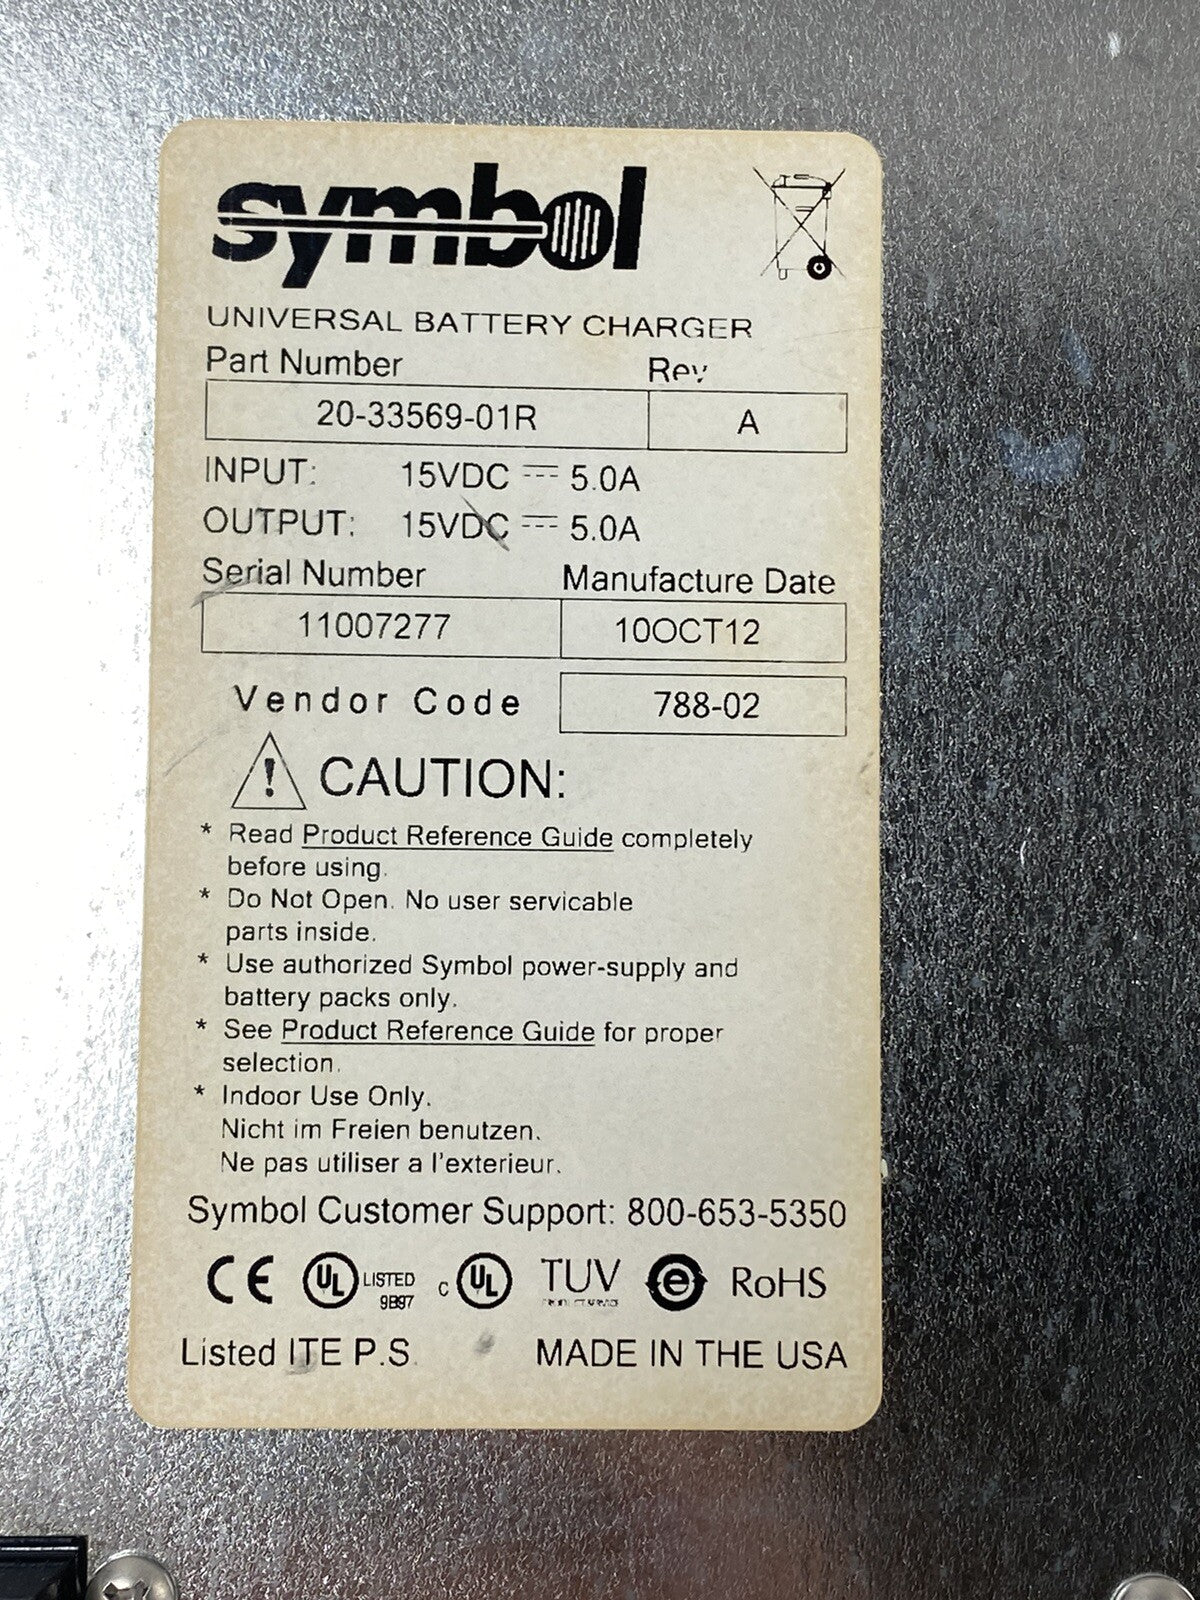 symbol
UNIVERSAL BATTERY CHARGER
Part Number Rev
20-33569-01R A
INPUT: 15VDC 5.0A
OUTPUT: 15VDC 5.0A
Serial Number Manufacture Date
11007277 10OCT12
Vendor Code 788-02
! CAUTION:
* Read Product Reference Guide completely
before using.
* Do Not Open. No user servicable
parts inside.
* Use authorized Symbol power-supply and
battery packs only.
* See Product Reference Guide for proper
selection.
* Indoor Use Only.
Nicht im Freien benutzen.
Ne pas utiliser a l'exterieur.
Symbol Customer Support: 800-653-5350
CE UL LISTED 9B97 c UL TUV e RoHS
Listed ITE P.S. MADE IN THE USA